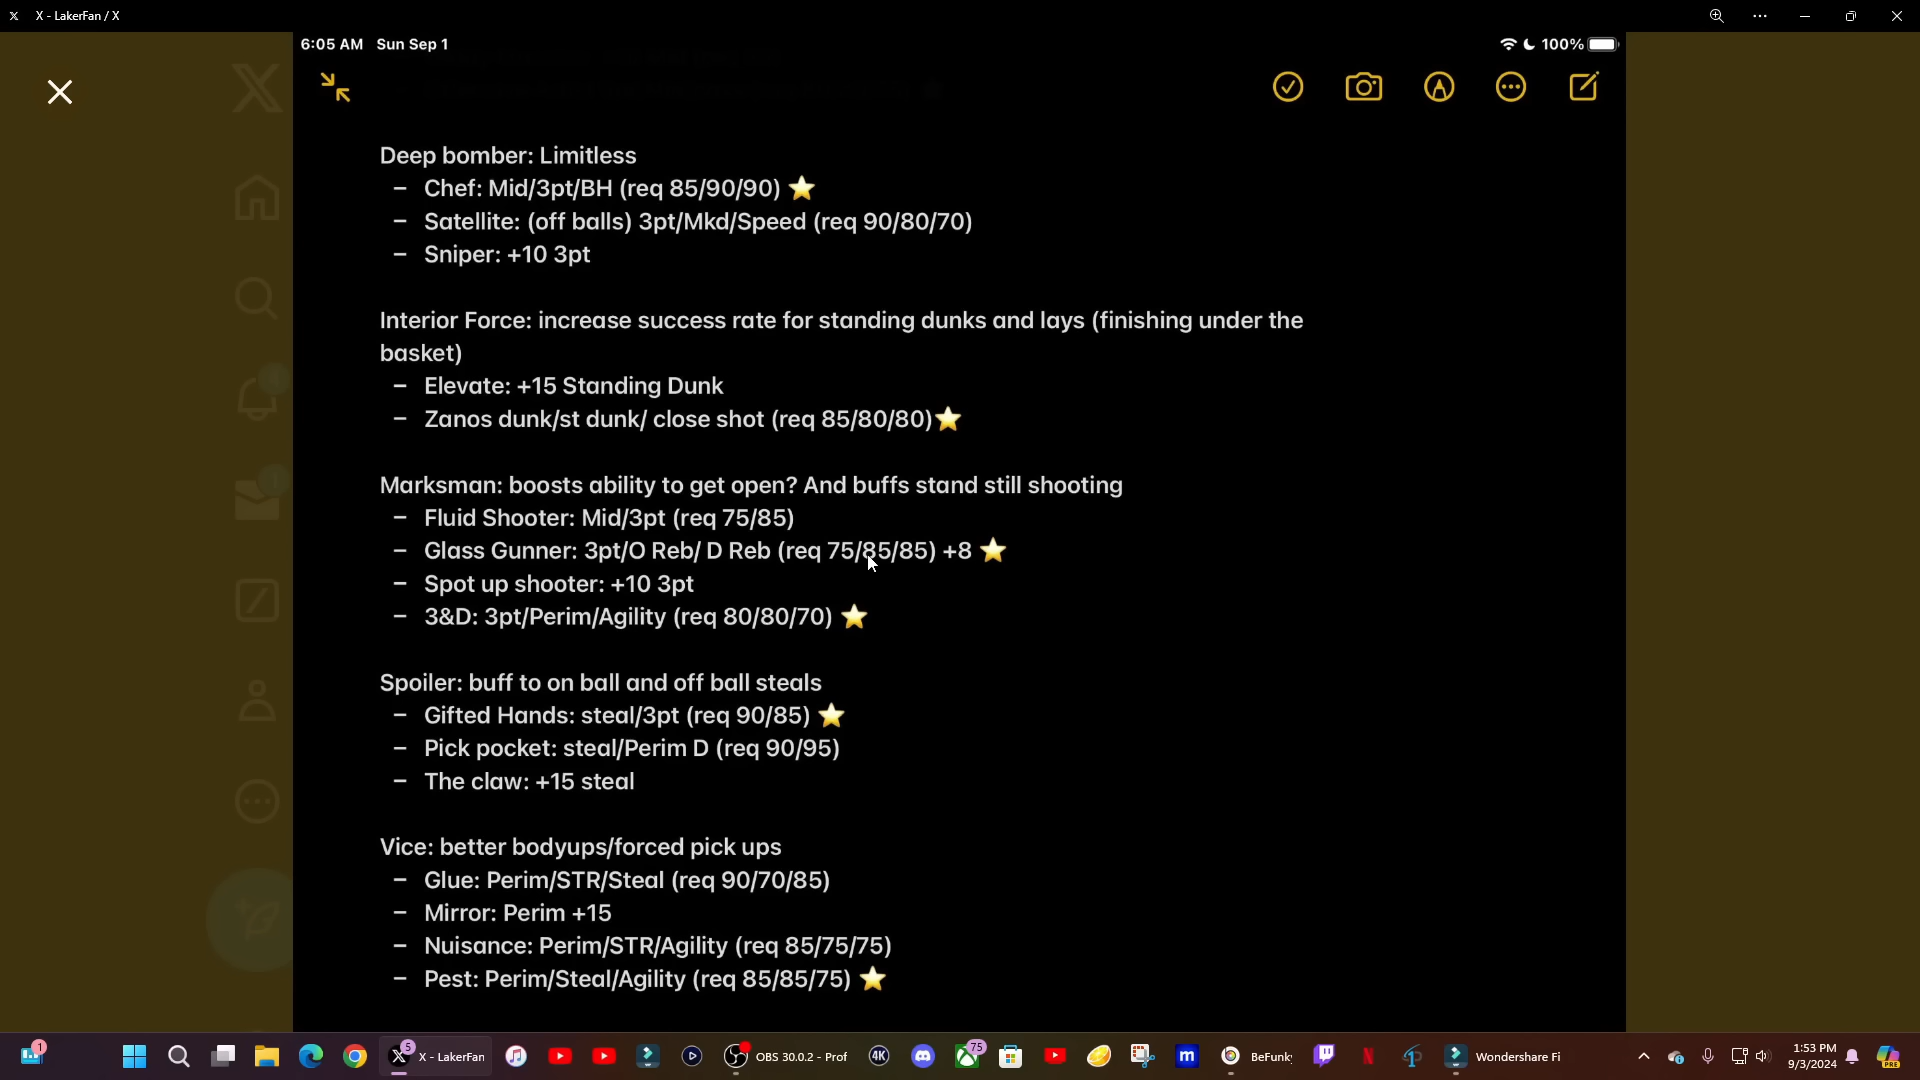 X - LakerFan / X
6:05 AM Sun Sep 1
100%
Deep bomber: Limitless
– Chef: Mid/3pt/BH (req 85/90/90) ⭐
– Satellite: (off balls) 3pt/Mkd/Speed (req 90/80/70)
– Sniper: +10 3pt
Interior Force: increase success rate for standing dunks and lays (finishing under the
basket)
– Elevate: +15 Standing Dunk
– Zanos dunk/st dunk/ close shot (req 85/80/80)⭐
Marksman: boosts ability to get open? And buffs stand still shooting
– Fluid Shooter: Mid/3pt (req 75/85)
– Glass Gunner: 3pt/O Reb/ D Reb (req 75/85/85) +8 ⭐
– Spot up shooter: +10 3pt
– 3&D: 3pt/Perim/Agility (req 80/80/70) ⭐
Spoiler: buff to on ball and off ball steals
– Gifted Hands: steal/3pt (req 90/85) ⭐
– Pick pocket: steal/Perim D (req 90/95)
– The claw: +15 steal
Vice: better bodyups/forced pick ups
– Glue: Perim/STR/Steal (req 90/70/85)
– Mirror: Perim +15
– Nuisance: Perim/STR/Agility (req 85/75/75)
– Pest: Perim/Steal/Agility (req 85/85/75) ⭐
1
5
X - LakerFan
OBS 30.0.2 - Prof
4K
75
m
BeFunky
Wondershare Fi
1:53 PM
9/3/2024
PRE